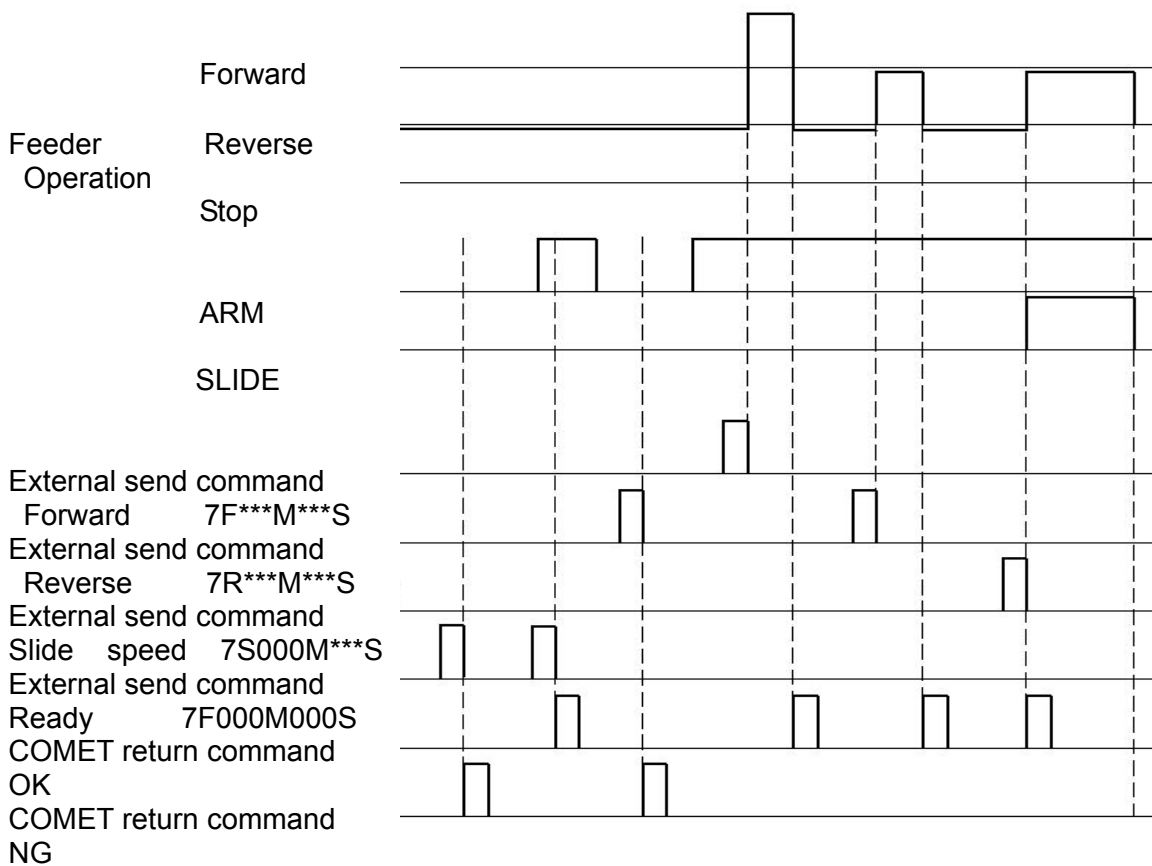 Forward
Feeder Reverse
Operation
Stop
ARM
SLIDE
External send command
Forward 7F***M***S
External send command
Reverse 7R***M***S
External send command
Slide speed 7S000M***S
External send command
Ready 7F000M000S
COMET return command
OK
COMET return command
NG